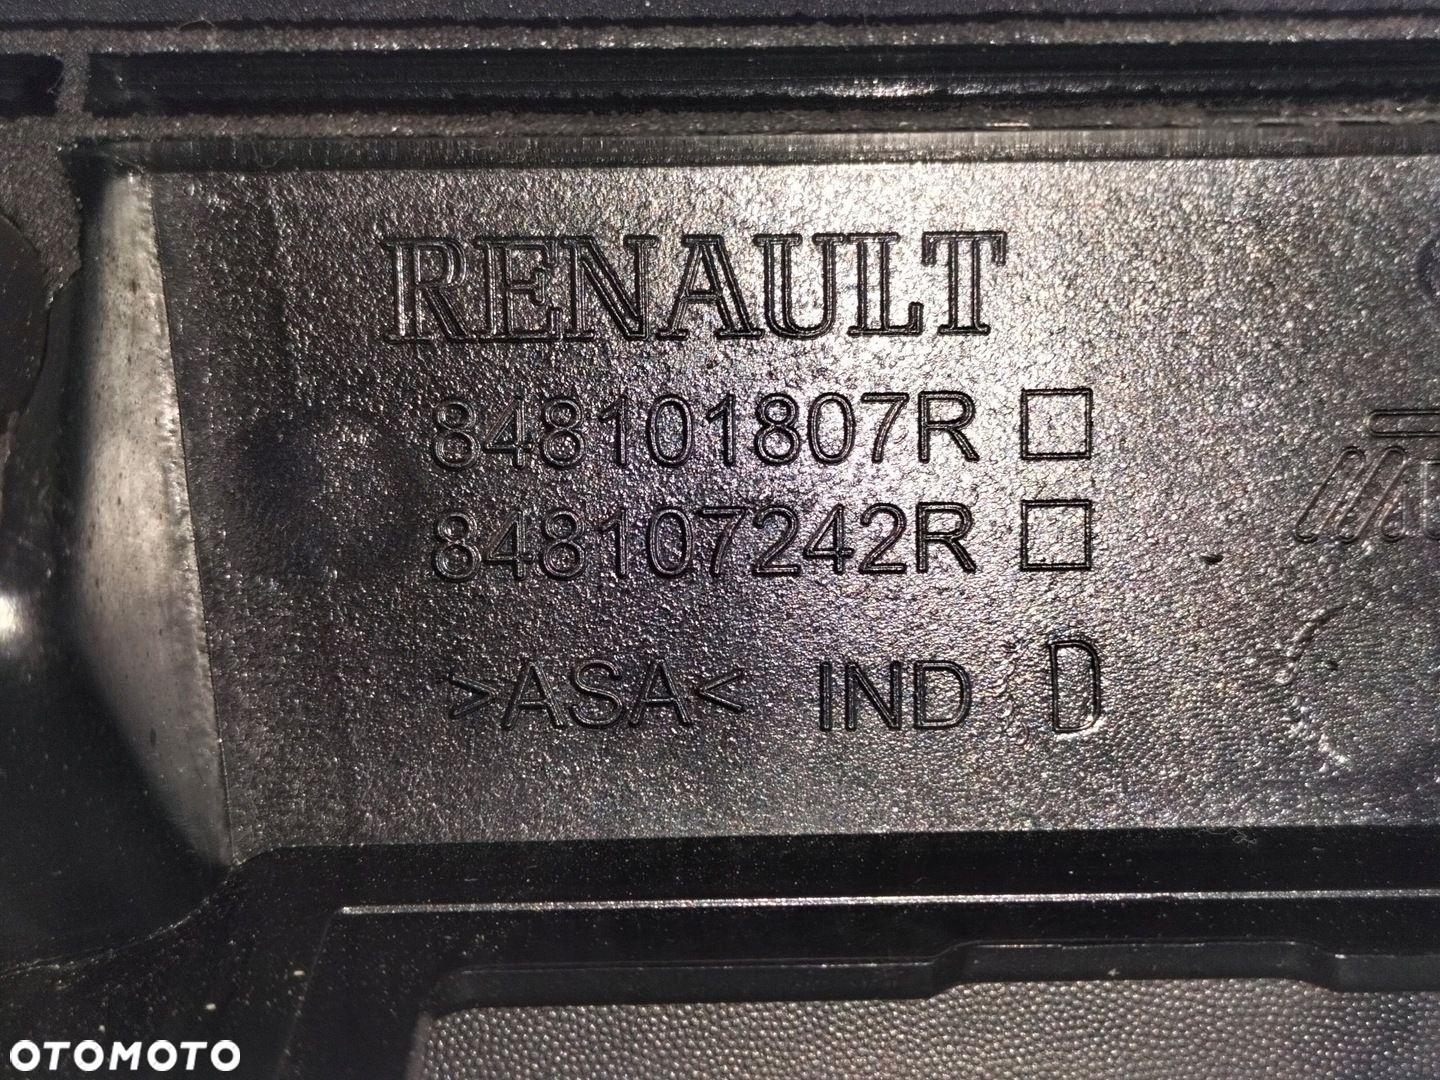 RENAULT
848101807R
848107242R
>ASA< IND D
OTOMOTO